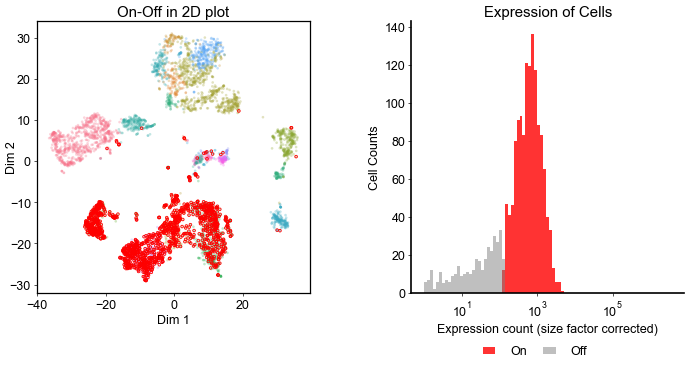 On-Off in 2D plot
30
20
10
0
−10
−20
−30
Dim 2
−40
−20
0
20
Dim 1
Expression of Cells
140
120
100
80
60
40
20
0
Cell Counts
10^1
10^3
10^5
Expression count (size factor corrected)
On
Off